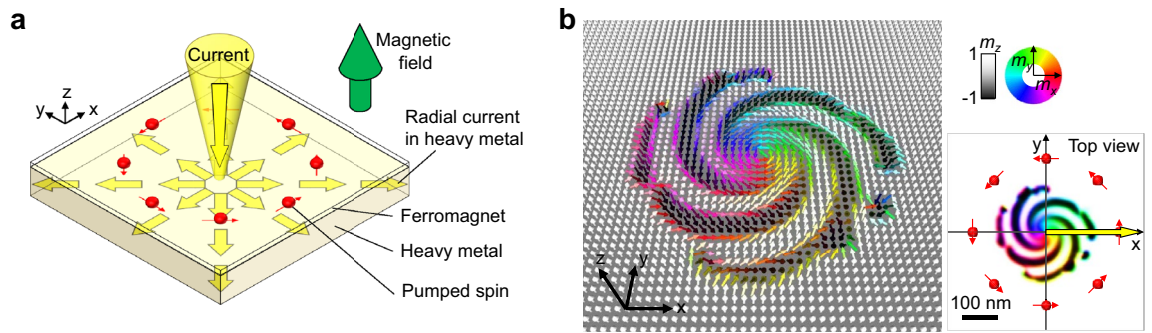 a
Current
Magnetic
field
z
y
x
Radial current
in heavy metal
Ferromagnet
Heavy metal
Pumped spin
b
z
y
x
1
m_z
-1
m_y
m_x
y
Top view
x
100 nm